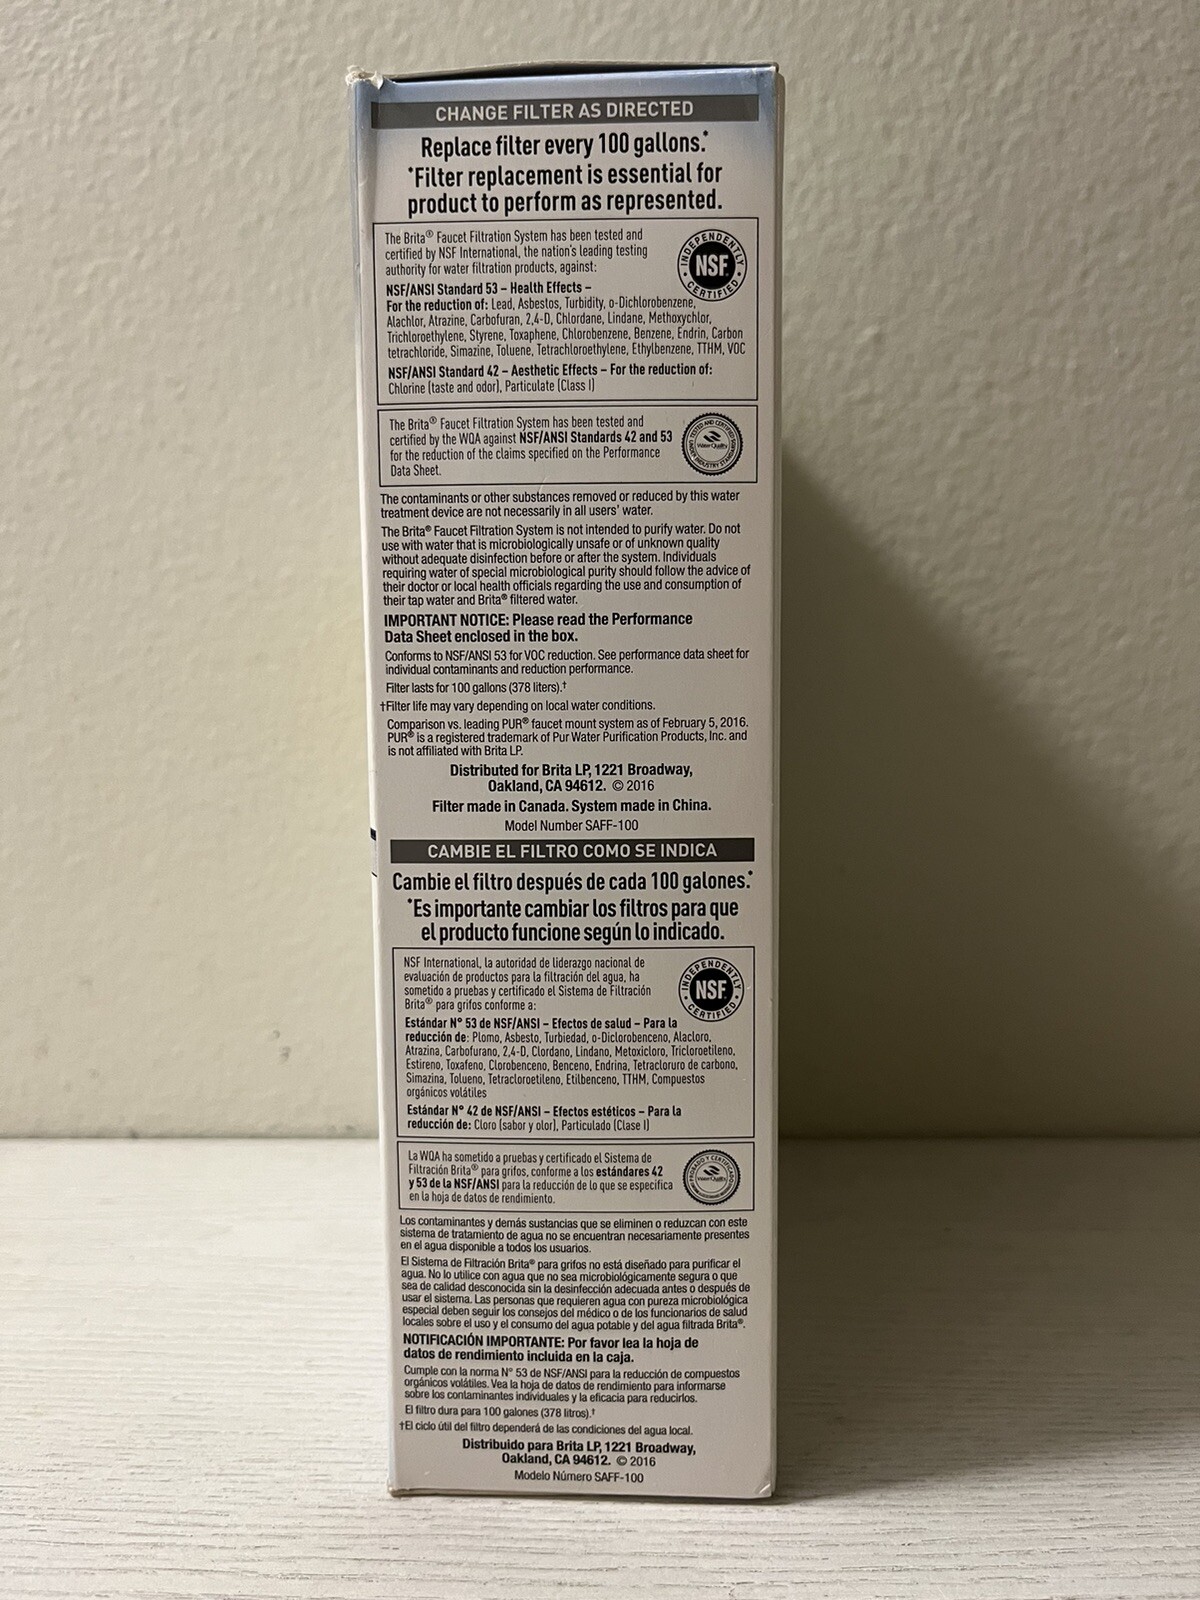 CHANGE FILTER AS DIRECTED
Replace filter every 100 gallons.*
*Filter replacement is essential for
product to perform as represented.
The Brita® Faucet Filtration System has been tested and
certified by NSF International, the nation's leading testing
authority for water filtration products, against:
INDEPENDENTLY
NSF
CERTIFIED
NSF/ANSI Standard 53 – Health Effects –
For the reduction of: Lead, Asbestos, Turbidity, o-Dichlorobenzene,
Alachlor, Atrazine, Carbofuran, 2,4-D, Chlordane, Lindane, Methoxychlor,
Trichloroethylene, Styrene, Toxaphene, Chlorobenzene, Benzene, Endrin, Carbon
tetrachloride, Simazine, Toluene, Tetrachloroethylene, Ethylbenzene, TTHM, VOC
NSF/ANSI Standard 42 – Aesthetic Effects – For the reduction of:
Chlorine (taste and odor), Particulate (Class I)
The Brita® Faucet Filtration System has been tested and
certified by the WQA against NSF/ANSI Standards 42 and 53
for the reduction of the claims specified on the Performance
Data Sheet.
TESTED AND CERTIFIED
WaterQuality
UNDER INDUSTRY STANDARDS
The contaminants or other substances removed or reduced by this water
treatment device are not necessarily in all users' water.
The Brita® Faucet Filtration System is not intended to purify water. Do not
use with water that is microbiologically unsafe or of unknown quality
without adequate disinfection before or after the system. Individuals
requiring water of special microbiological purity should follow the advice of
their doctor or local health officials regarding the use and consumption of
their tap water and Brita® filtered water.
IMPORTANT NOTICE: Please read the Performance
Data Sheet enclosed in the box.
Conforms to NSF/ANSI 53 for VOC reduction. See performance data sheet for
individual contaminants and reduction performance.
Filter lasts for 100 gallons (378 liters).†
†Filter life may vary depending on local water conditions.
Comparison vs. leading PUR® faucet mount system as of February 5, 2016.
PUR® is a registered trademark of Pur Water Purification Products, Inc. and
is not affiliated with Brita LP.
Distributed for Brita LP, 1221 Broadway,
Oakland, CA 94612. © 2016
Filter made in Canada. System made in China.
Model Number SAFF-100
CAMBIE EL FILTRO COMO SE INDICA
Cambie el filtro después de cada 100 galones.*
*Es importante cambiar los filtros para que
el producto funcione según lo indicado.
NSF International, la autoridad de liderazgo nacional de
evaluación de productos para la filtración del agua, ha
sometido a pruebas y certificado el Sistema de Filtración
Brita® para grifos conforme a:
INDEPENDENTLY
NSF
CERTIFIED
Estándar N° 53 de NSF/ANSI – Efectos de salud – Para la
reducción de: Plomo, Asbesto, Turbiedad, o-Diclorobenceno, Alacloro,
Atrazina, Carbofurano, 2,4-D, Clordano, Lindano, Metoxicloro, Tricloroetileno,
Estireno, Toxafeno, Clorobenceno, Benceno, Endrina, Tetracloruro de carbono,
Simazina, Tolueno, Tetracloroetileno, Etilbenceno, TTHM, Compuestos
orgánicos volátiles
Estándar N° 42 de NSF/ANSI – Efectos estéticos – Para la
reducción de: Cloro (sabor y olor), Particulado (Clase I)
La WQA ha sometido a pruebas y certificado el Sistema de
Filtración Brita® para grifos, conforme a los estándares 42
y 53 de la NSF/ANSI para la reducción de lo que se especifica
en la hoja de datos de rendimiento.
PROBADO Y CERTIFICADO
WaterQuality
Los contaminantes y demás sustancias que se eliminen o reduzcan con este
sistema de tratamiento de agua no se encuentran necesariamente presentes
en el agua disponible a todos los usuarios.
El Sistema de Filtración Brita® para grifos no está diseñado para purificar el
agua. No lo utilice con agua que no sea microbiológicamente segura o que
sea de calidad desconocida sin la desinfección adecuada antes o después de
usar el sistema. Las personas que requieren agua con pureza microbiológica
especial deben seguir los consejos del médico o de los funcionarios de salud
locales sobre el uso y el consumo del agua potable y del agua filtrada Brita®.
NOTIFICACIÓN IMPORTANTE: Por favor lea la hoja de
datos de rendimiento incluida en la caja.
Cumple con la norma N° 53 de NSF/ANSI para la reducción de compuestos
orgánicos volátiles. Vea la hoja de datos de rendimiento para informarse
sobre los contaminantes individuales y la eficacia para reducirlos.
El filtro dura para 100 galones (378 litros).†
†El ciclo útil del filtro dependerá de las condiciones del agua local.
Distribuido para Brita LP, 1221 Broadway,
Oakland, CA 94612. © 2016
Modelo Número SAFF-100